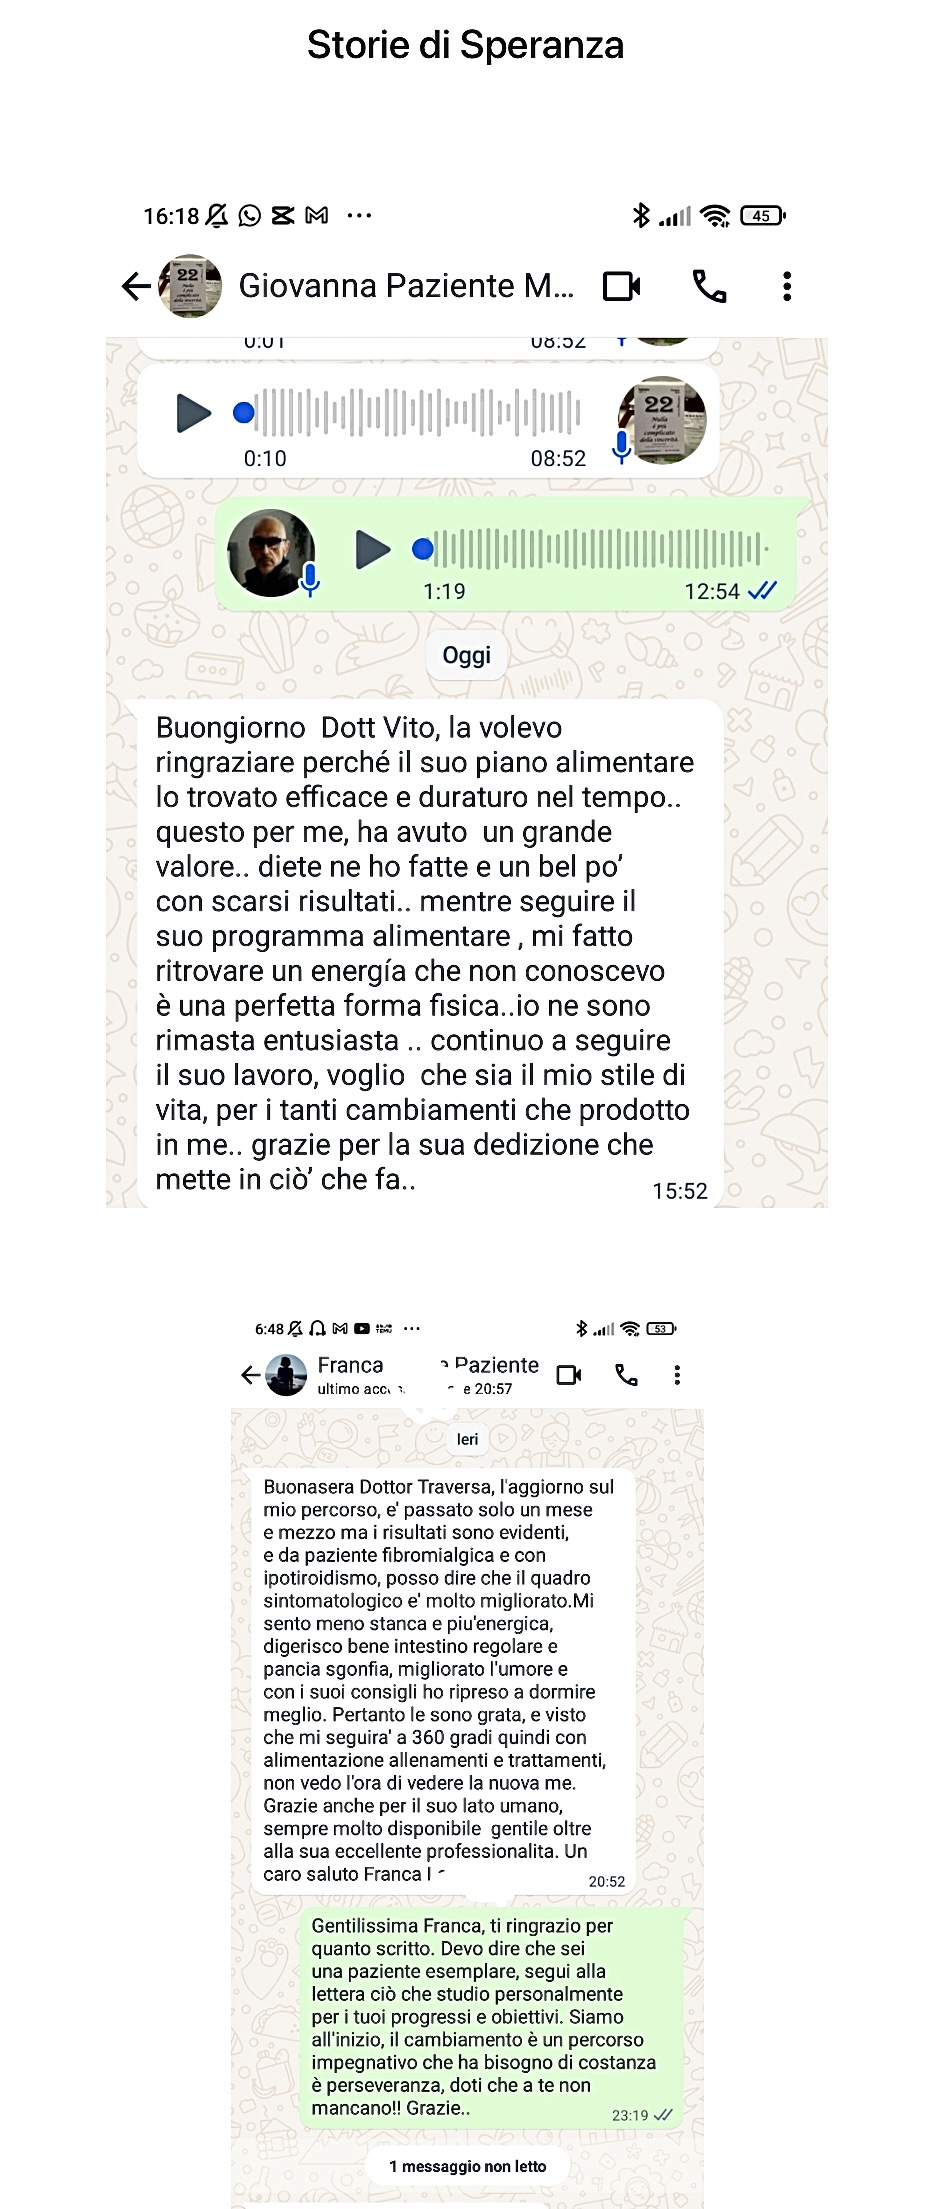 Storie di Speranza
16:18
45
Giovanna Paziente M...
22
0:01 08:52
22
Nulla
è più
complicato
della sincerità.
0:10 08:52
1:19 12:54
Oggi
Buongiorno  Dott Vito, la volevo
ringraziare perché il suo piano alimentare
lo trovato efficace e duraturo nel tempo..
questo per me, ha avuto  un grande
valore.. diete ne ho fatte e un bel po’
con scarsi risultati.. mentre seguire il
suo programma alimentare , mi fatto
ritrovare un energía che non conoscevo
è una perfetta forma fisica..io ne sono
rimasta entusiasta .. continuo a seguire
il suo lavoro, voglio  che sia il mio stile di
vita, per i tanti cambiamenti che prodotto
in me.. grazie per la sua dedizione che
mette in ciò’ che fa..
15:52
6:48
TEMU
53
Franca Paziente
ultimo acc e 20:57
Ieri
Buonasera Dottor Traversa, l'aggiorno sul
mio percorso, e' passato solo un mese
e mezzo ma i risultati sono evidenti,
e da paziente fibromialgica e con
ipotiroidismo, posso dire che il quadro
sintomatologico e' molto migliorato.Mi
sento meno stanca e piu'energica,
digerisco bene intestino regolare e
pancia sgonfia, migliorato l'umore e
con i suoi consigli ho ripreso a dormire
meglio. Pertanto le sono grata, e visto
che mi seguira' a 360 gradi quindi con
alimentazione allenamenti e trattamenti,
non vedo l'ora di vedere la nuova me.
Grazie anche per il suo lato umano,
sempre molto disponibile  gentile oltre
alla sua eccellente professionalita. Un
caro saluto Franca
20:52
Gentilissima Franca, ti ringrazio per
quanto scritto. Devo dire che sei
una paziente esemplare, segui alla
lettera ciò che studio personalmente
per i tuoi progressi e obiettivi. Siamo
all'inizio, il cambiamento è un percorso
impegnativo che ha bisogno di costanza
è perseveranza, doti che a te non
mancano!! Grazie..
23:19
1 messaggio non letto